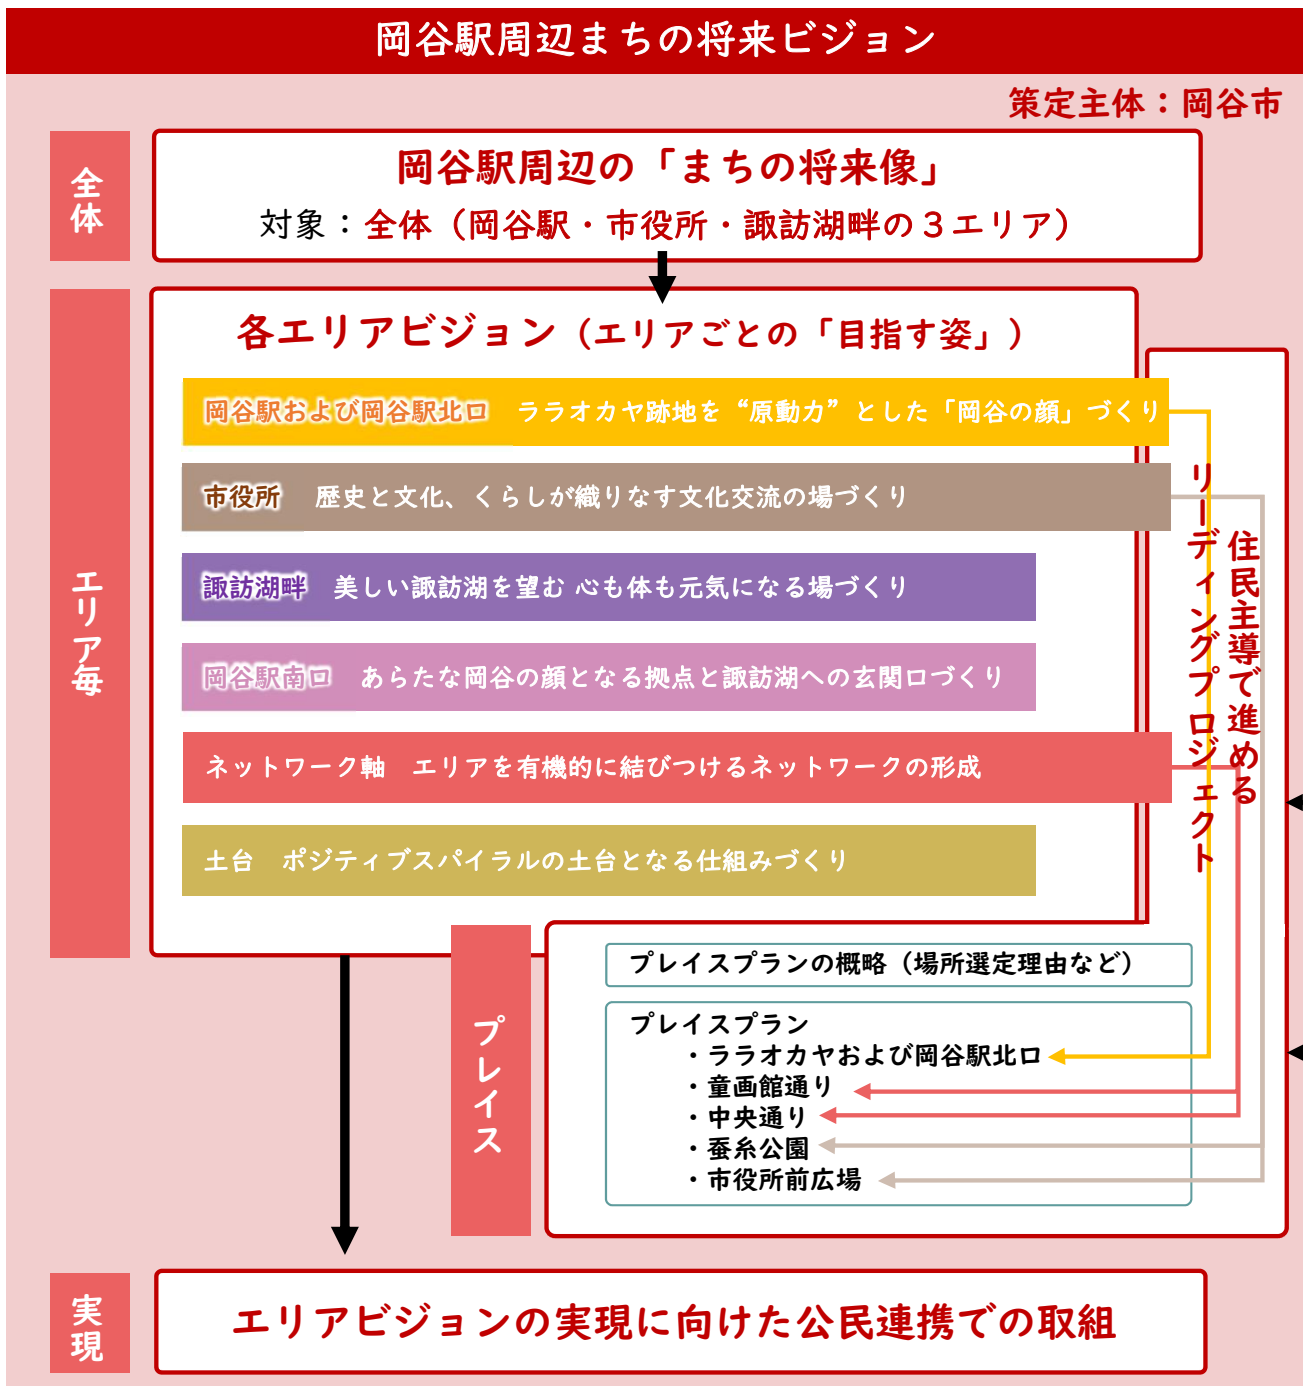 岡谷駅周辺まちの将来ビジョン
策定主体：岡谷市
全体
岡谷駅周辺の「まちの将来像」
対象：全体（岡谷駅・市役所・諏訪湖畔の３エリア）
エリア毎
各エリアビジョン（エリアごとの「目指す姿」）
岡谷駅および岡谷駅北口　ララオカヤ跡地を“原動力”とした「岡谷の顔」づくり
市役所　歴史と文化、くらしが織りなす文化交流の場づくり
諏訪湖畔　美しい諏訪湖を望む 心も体も元気になる場づくり
岡谷駅南口　あらたな岡谷の顔となる拠点と諏訪湖への玄関口づくり
ネットワーク軸　エリアを有機的に結びつけるネットワークの形成
土台　ポジティブスパイラルの土台となる仕組みづくり
住民主導で進める
リーディングプロジェクト
プレイス
プレイスプランの概略（場所選定理由など）
プレイスプラン
・ララオカヤおよび岡谷駅北口
・童画館通り
・中央通り
・蚕糸公園
・市役所前広場
実現
エリアビジョンの実現に向けた公民連携での取組